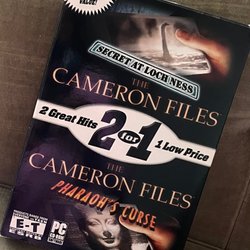 VALUE!
SECRET AT LOCH NESS
THE
CAMERON FILES
2 Great Hits
2 for 1
1 Low Price
THE
CAMERON FILES
PHARAOH'S CURSE
E-T
PC